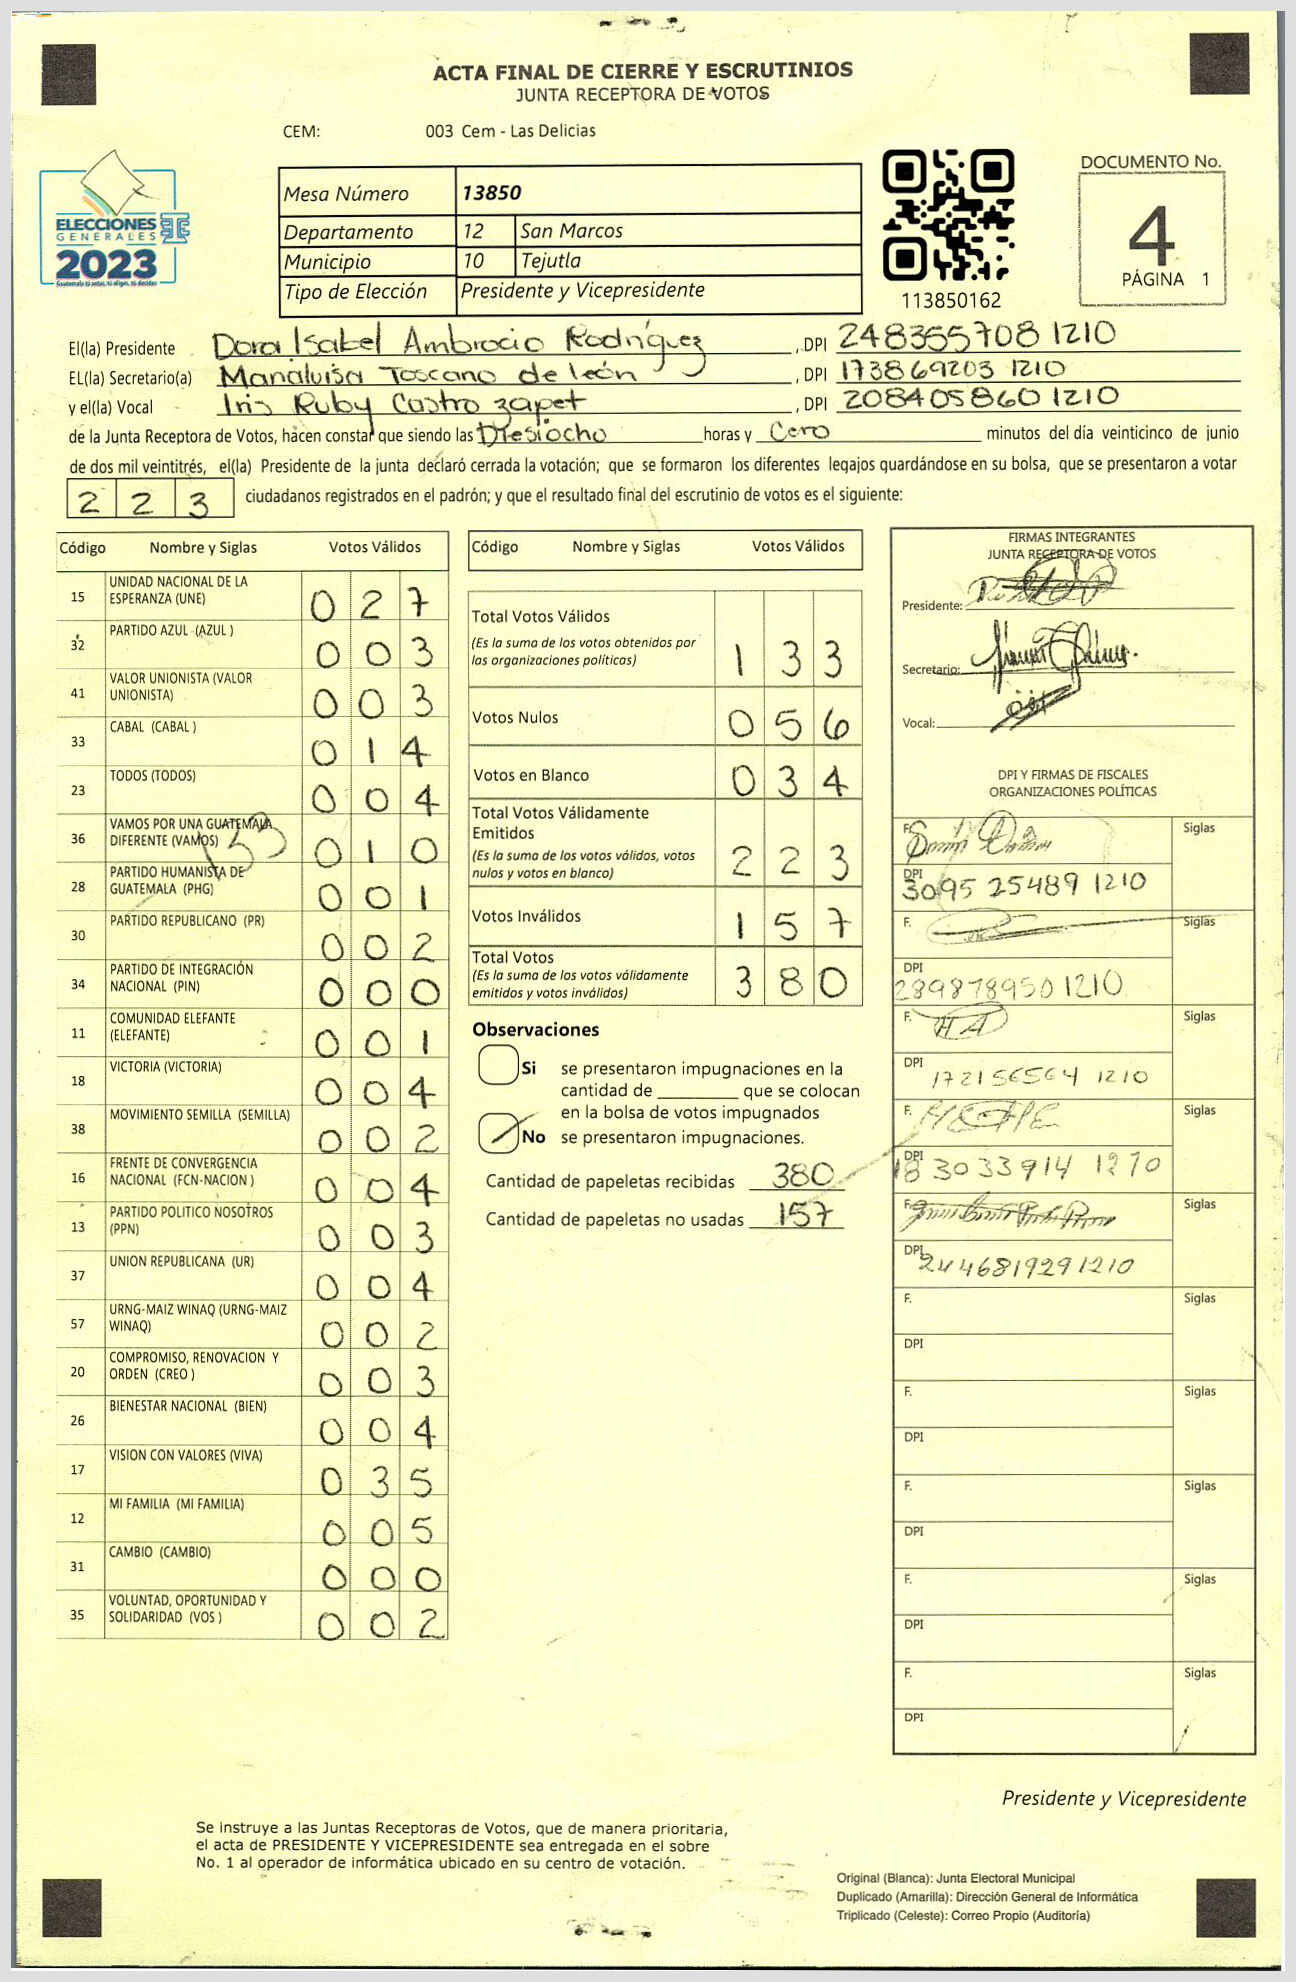 ACTA FINAL DE CIERRE Y ESCRUTINIOS
JUNTA RECEPTORA DE VOTOS
CEM: 003 Cem - Las Delicias
ELECCIONES
GENERALES
2023
Mesa Número 13850
Departamento 12 San Marcos
Municipio 10 Tejutla
Tipo de Elección Presidente y Vicepresidente
113850162
DOCUMENTO No.
4
PÁGINA 1
El(la) Presidente Dora Isabel Ambrocio Rodríguez, DPI 248355708 1210
EL(la) Secretario(a) Marialuisa Toscano de león, DPI 173869203 1210
y el(la) Vocal Iris Ruby Castro zapet, DPI 208405860 1210
de la Junta Receptora de Votos, hacen constar que siendo las Diesiocho horas y Cero minutos del día veinticinco de junio
de dos mil veintitrés, el(la) Presidente de la junta declaró cerrada la votación; que se formaron los diferentes legajos guardándose en su bolsa, que se presentaron a votar
2 2 3 ciudadanos registrados en el padrón; y que el resultado final del escrutinio de votos es el siguiente:
Código Nombre y Siglas Votos Válidos
15 UNIDAD NACIONAL DE LA ESPERANZA (UNE) 0 2 7
32 PARTIDO AZUL (AZUL ) 0 0 3
41 VALOR UNIONISTA (VALOR UNIONISTA) 0 0 3
33 CABAL (CABAL ) 0 1 4
23 TODOS (TODOS) 0 0 4
36 VAMOS POR UNA GUATEMALA DIFERENTE (VAMOS) 0 1 0
133
28 PARTIDO HUMANISTA DE GUATEMALA (PHG) 0 0 1
30 PARTIDO REPUBLICANO (PR) 0 0 2
34 PARTIDO DE INTEGRACIÓN NACIONAL (PIN) 0 0 0
11 COMUNIDAD ELEFANTE (ELEFANTE) 0 0 1
18 VICTORIA (VICTORIA) 0 0 4
38 MOVIMIENTO SEMILLA (SEMILLA) 0 0 2
16 FRENTE DE CONVERGENCIA NACIONAL (FCN-NACION ) 0 0 4
13 PARTIDO POLITICO NOSOTROS (PPN) 0 0 3
37 UNION REPUBLICANA (UR) 0 0 4
57 URNG-MAIZ WINAQ (URNG-MAIZ WINAQ) 0 0 2
20 COMPROMISO, RENOVACION Y ORDEN (CREO ) 0 0 3
26 BIENESTAR NACIONAL (BIEN) 0 0 4
17 VISION CON VALORES (VIVA) 0 3 5
12 MI FAMILIA (MI FAMILIA) 0 0 5
31 CAMBIO (CAMBIO) 0 0 0
35 VOLUNTAD, OPORTUNIDAD Y SOLIDARIDAD (VOS ) 0 0 2
Código Nombre y Siglas Votos Válidos
Total Votos Válidos 1 3 3
(Es la suma de los votos obtenidos por
las organizaciones políticas)
Votos Nulos 0 5 6
Votos en Blanco 0 3 4
Total Votos Válidamente
Emitidos 2 2 3
(Es la suma de los votos válidos, votos
nulos y votos en blanco)
Votos Inválidos 1 5 7
Total Votos 3 8 0
(Es la suma de los votos válidamente
emitidos y votos inválidos)
Observaciones
Si se presentaron impugnaciones en la
cantidad de ________ que se colocan
en la bolsa de votos impugnados
No se presentaron impugnaciones.
Cantidad de papeletas recibidas 380
Cantidad de papeletas no usadas 157
FIRMAS INTEGRANTES
JUNTA RECEPTORA DE VOTOS
Presidente:
Secretario:
Vocal:
DPI Y FIRMAS DE FISCALES
ORGANIZACIONES POLÍTICAS
F. Siglas
DPI 3095 25489 1210
F. Siglas
DPI 289878950 1210
F. Siglas
DPI 172156564 1210
F. Siglas
DPI 183033914 1210
F. Siglas
DPI 244681929 1210
F. Siglas
DPI
F. Siglas
DPI
F. Siglas
DPI
F. Siglas
DPI
F. Siglas
DPI
Presidente y Vicepresidente
Se instruye a las Juntas Receptoras de Votos, que de manera prioritaria,
el acta de PRESIDENTE Y VICEPRESIDENTE sea entregada en el sobre
No. 1 al operador de informática ubicado en su centro de votación.
Original (Blanca): Junta Electoral Municipal
Duplicado (Amarilla): Dirección General de Informática
Triplicado (Celeste): Correo Propio (Auditoría)